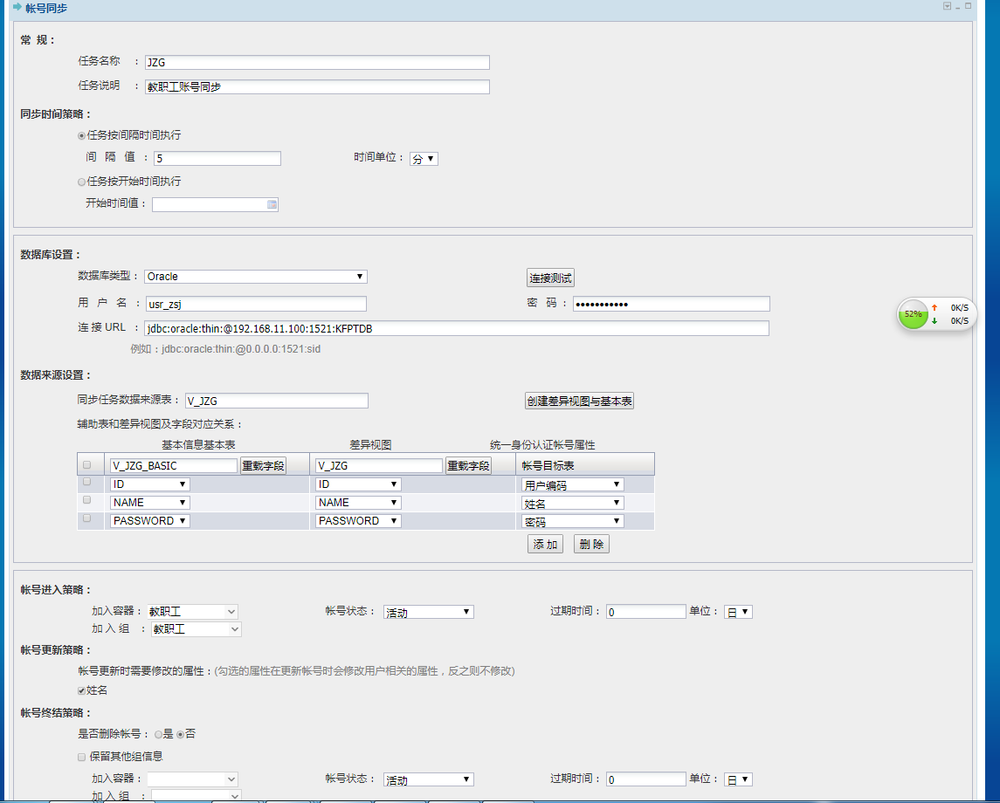 帐号同步
常 规：
任务名称 ： JZG
任务说明 ： 教职工账号同步
同步时间策略：
任务按间隔时间执行
间 隔 值 ： 5 时间单位： 分
任务按开始时间执行
开始时间值：
数据库设置：
数据库类型： Oracle 连接测试
用 户 名 ： usr_zsj 密 码 ： •••••••••••
连 接 URL ： jdbc:oracle:thin:@192.168.11.100:1521:KFPTDB
例如：jdbc:oracle:thin:@0.0.0.0:1521:sid
52% 0K/S
0K/S
数据来源设置：
同步任务数据来源表： V_JZG 创建差异视图与基本表
辅助表和差异视图及字段对应关系：
基本信息基本表 差异视图 统一身份认证帐号属性
V_JZG_BASIC 重载字段 V_JZG 重载字段 帐号目标表
ID ID 用户编码
NAME NAME 姓名
PASSWORD PASSWORD 密码
添 加 删 除
帐号进入策略：
加入容器： 教职工 帐号状态： 活动 过期时间： 0 单位： 日
加 入 组 ： 教职工
帐号更新策略：
帐号更新时需要修改的属性：(勾选的属性在更新帐号时会修改用户相关的属性，反之则不修改)
姓名
帐号终结策略：
是否删除帐号： 是 否
保留其他组信息
加入容器： 帐号状态： 活动 过期时间： 0 单位： 日
加 入 组 ：